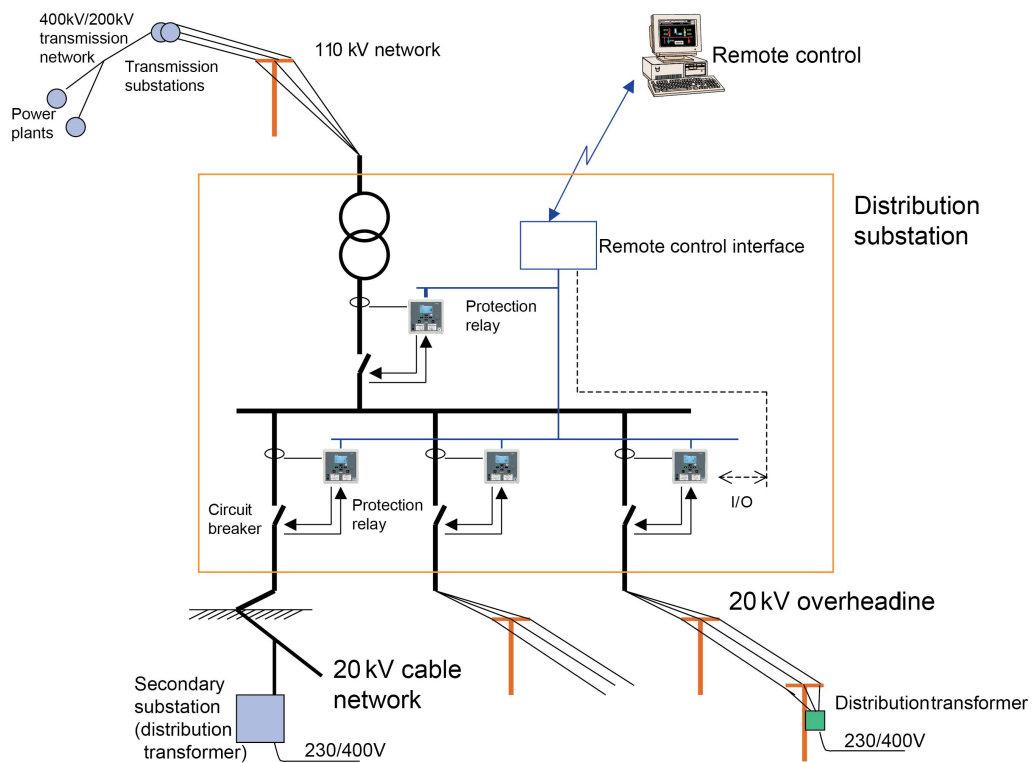 400kV/200kV
transmission
network
110 kV network
Remote control
Transmission
substations
Power
plants
Distribution
substation
Remote control interface
Protection
relay
I/O
Circuit
breaker
Protection
relay
20 kV overheadine
20 kV cable
network
Secondary
substation
(distribution
transformer)
230/400V
Distribution transformer
230/400V